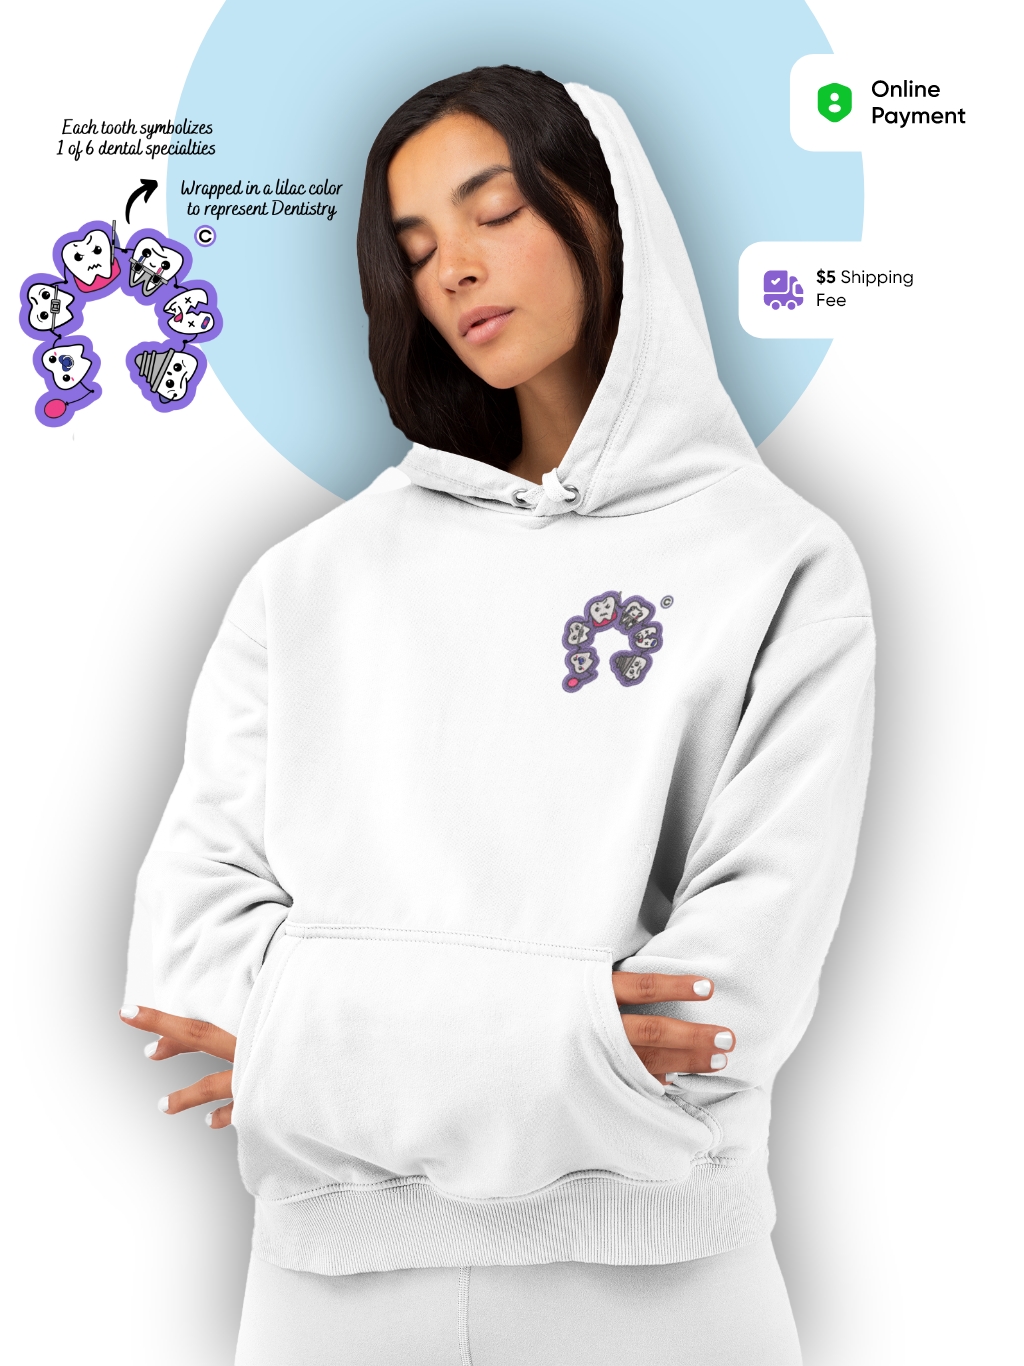 Each tooth symbolizes
1 of 6 dental specialties
Wrapped in a lilac color
to represent Dentistry
©
Online
Payment
$5 Shipping
Fee
©